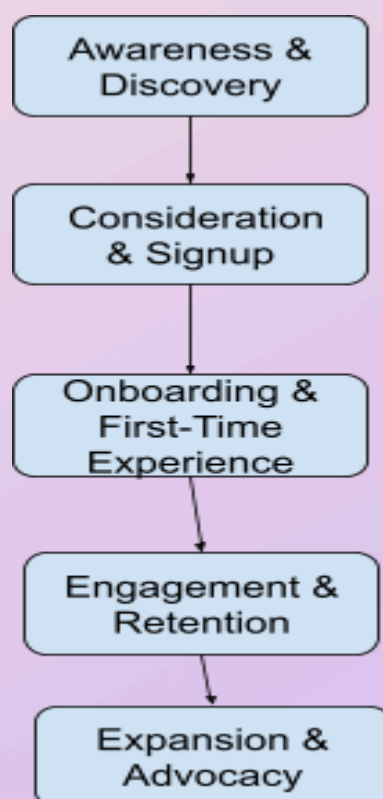 Awareness &
Discovery
Consideration
& Signup
Onboarding &
First-Time
Experience
Engagement &
Retention
Expansion &
Advocacy